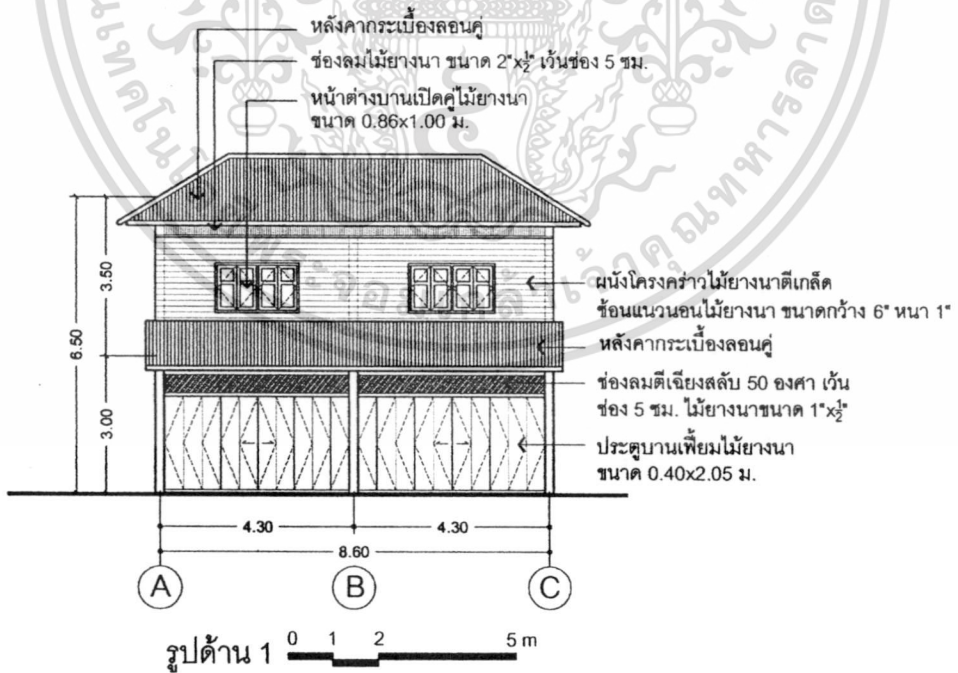 หลังคากระเบื้องลอนคู่
ช่องลมไม้ยางนา ขนาด 2"x½" เว้นช่อง 5 ซม.
หน้าต่างบานเปิดคู่ไม้ยางนา
ขนาด 0.86x1.00 ม.
3.50
6.50
3.00
ผนังโครงคร่าวไม้ยางนาตีเกล็ด
ซ้อนแนวนอนไม้ยางนา ขนาดกว้าง 6" หนา 1"
หลังคากระเบื้องลอนคู่
ช่องลมตีเฉียงสลับ 50 องศา เว้น
ช่อง 5 ซม. ไม้ยางนาขนาด 1"x½"
ประตูบานเฟี้ยมไม้ยางนา
ขนาด 0.40x2.05 ม.
4.30 4.30
8.60
A B C
รูปด้าน 1 0 1 2 5 m